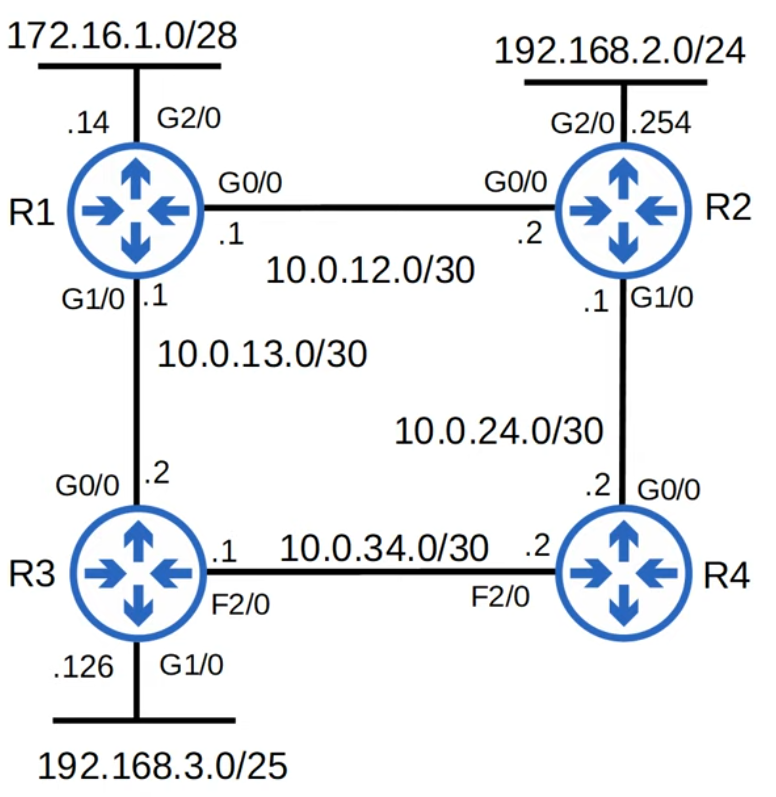 172.16.1.0/28
192.168.2.0/24
.14
G2/0
G2/0
.254
R1
G0/0
G0/0
R2
.1
.2
10.0.12.0/30
G1/0
.1
.1
G1/0
10.0.13.0/30
10.0.24.0/30
G0/0
.2
.2
G0/0
R3
.1
10.0.34.0/30
.2
R4
F2/0
F2/0
.126
G1/0
192.168.3.0/25